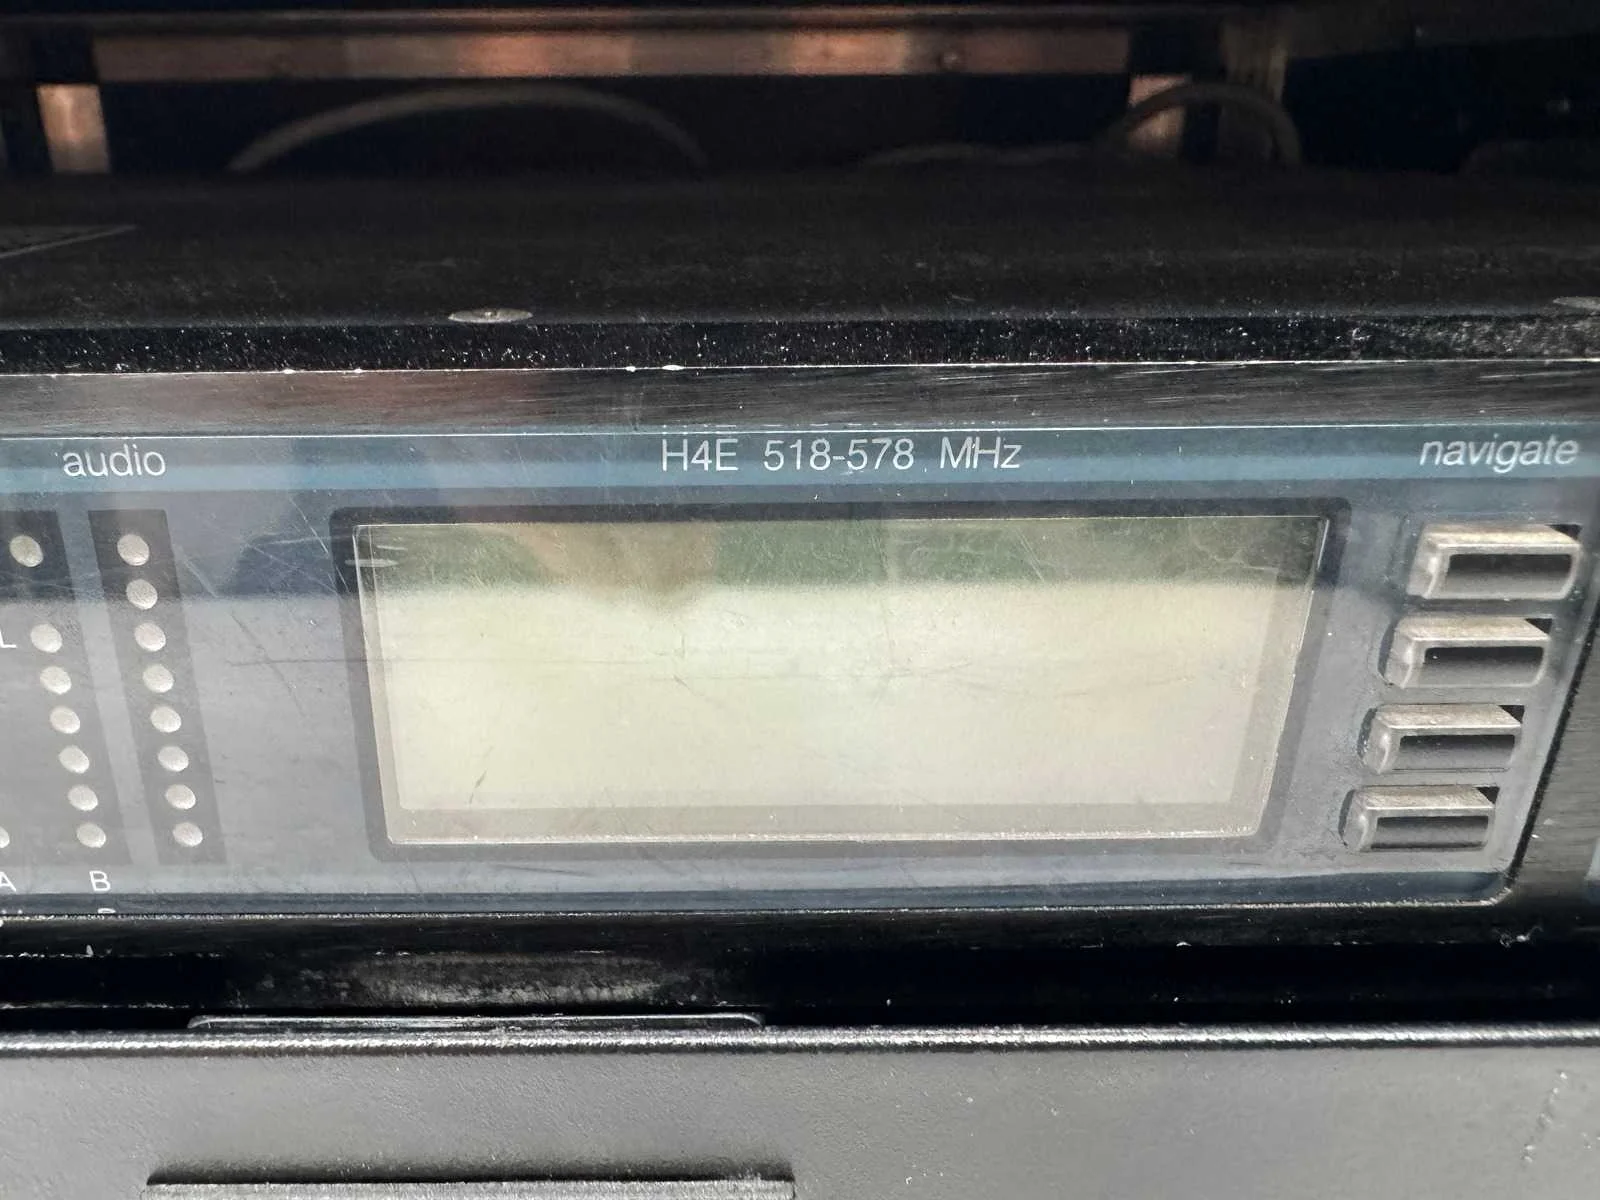 audio
H4E 518-578 MHz
navigate
L
A B